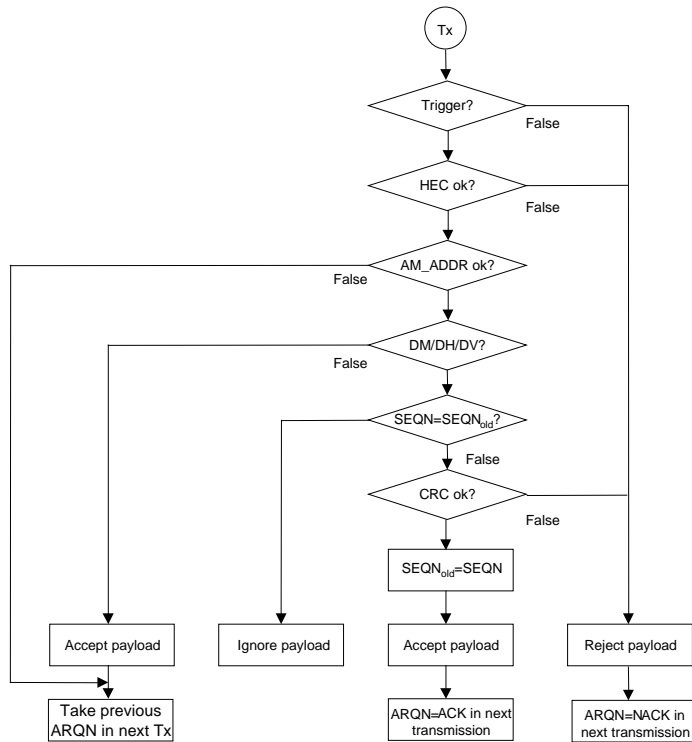 Tx
Trigger?
False
HEC ok?
False
AM_ADDR ok?
False
DM/DH/DV?
False
SEQN=SEQNold?
False
CRC ok?
False
SEQNold=SEQN
Accept payload
Ignore payload
Accept payload
Reject payload
Take previous
ARQN in next Tx
ARQN=ACK in next
transmission
ARQN=NACK in
next transmission